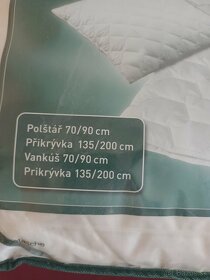 Polštář 70/90 cm
Přikrývka 135/200 cm
Vankúš 70/90 cm
Prikrývka 135/200 cm